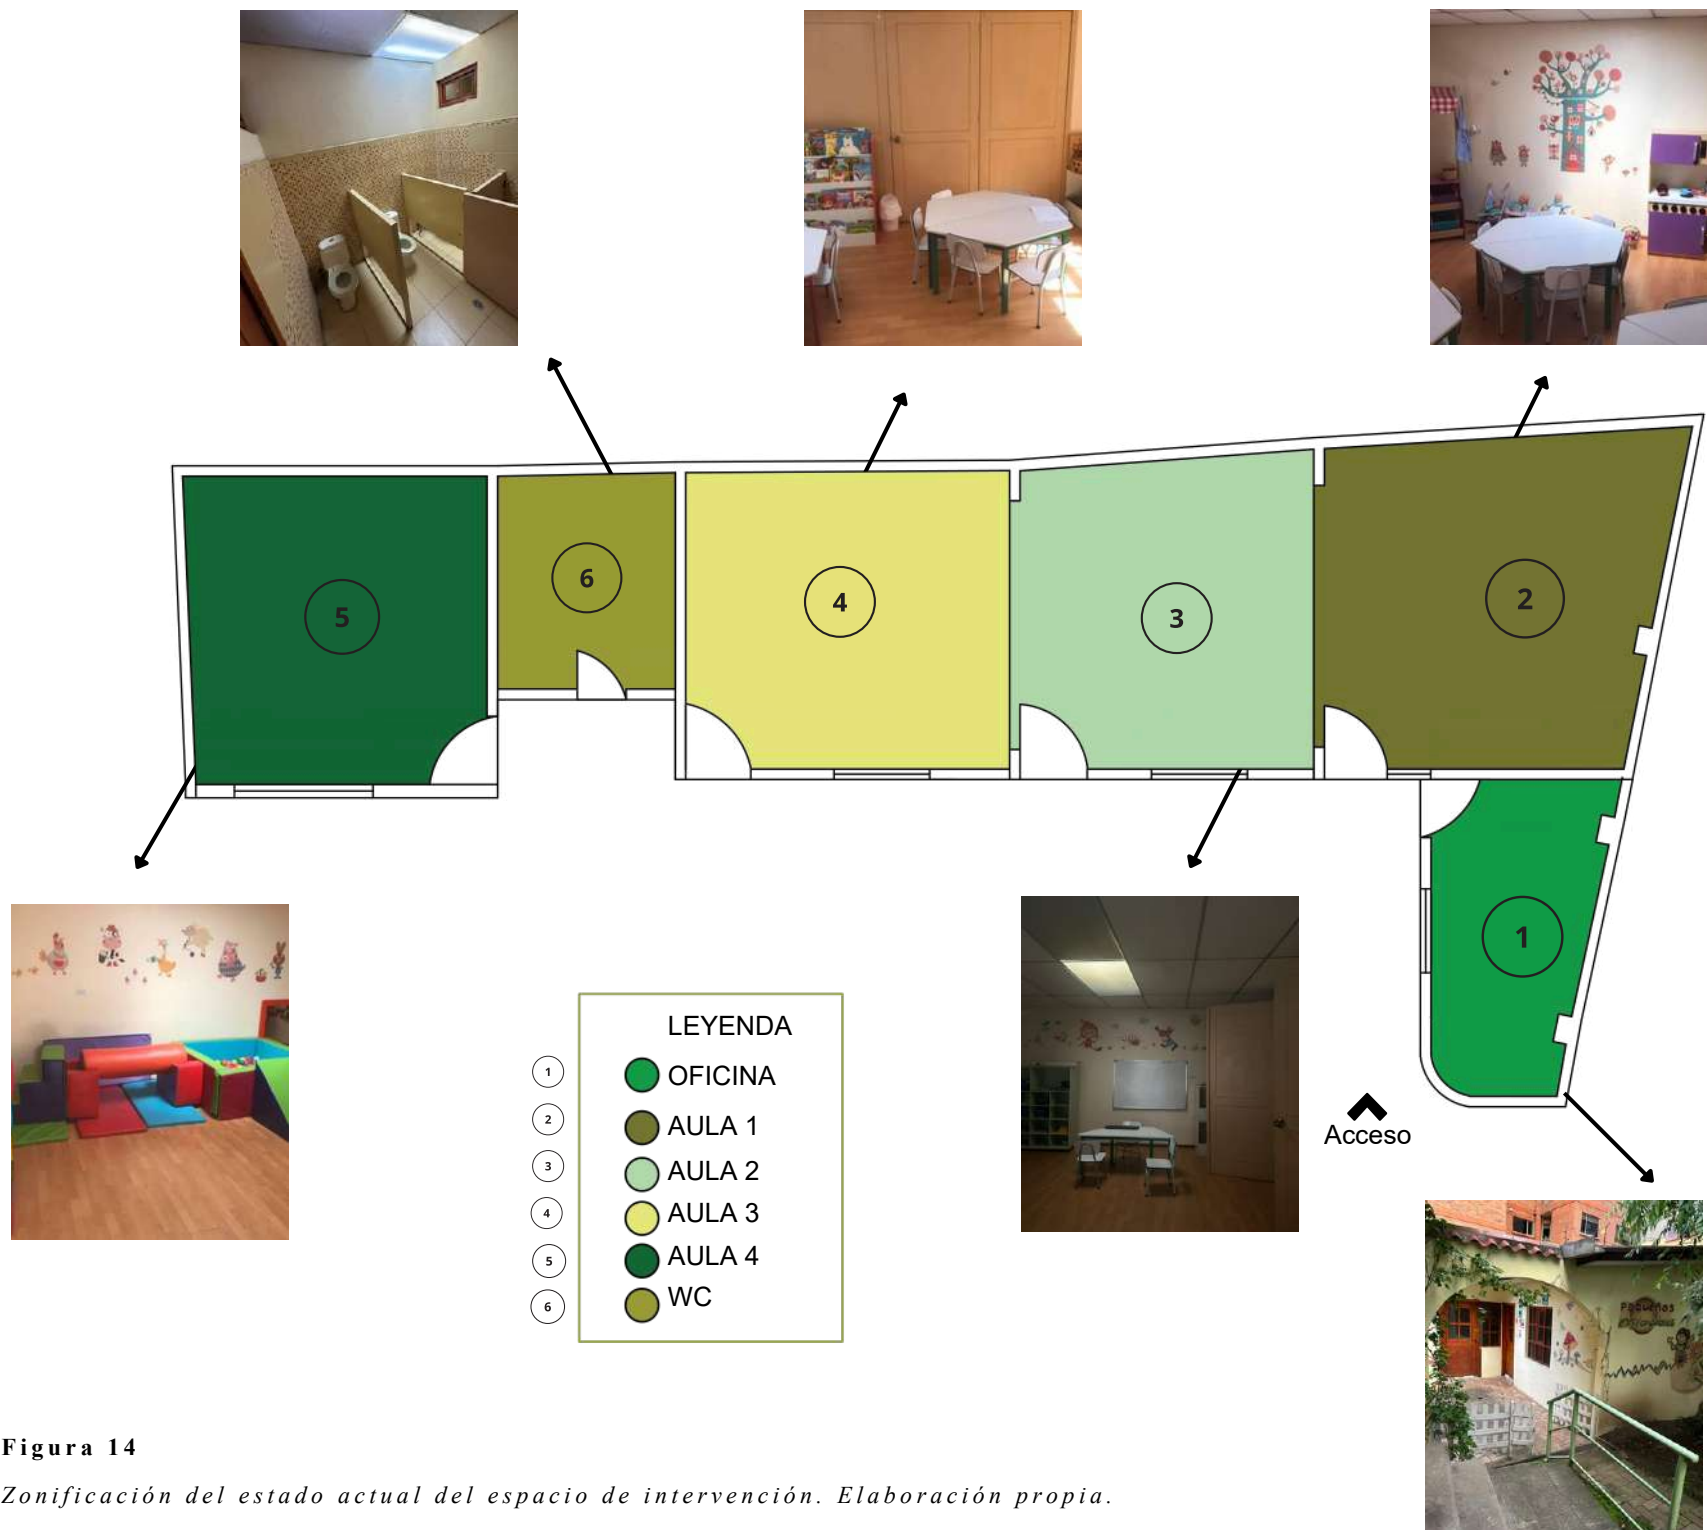 5
6
4
3
2
1
LEYENDA
1 OFICINA
2 AULA 1
3 AULA 2
4 AULA 3
5 AULA 4
6 WC
Acceso
Pequeños
Figura 14
Zonificación del estado actual del espacio de intervención. Elaboración propia.